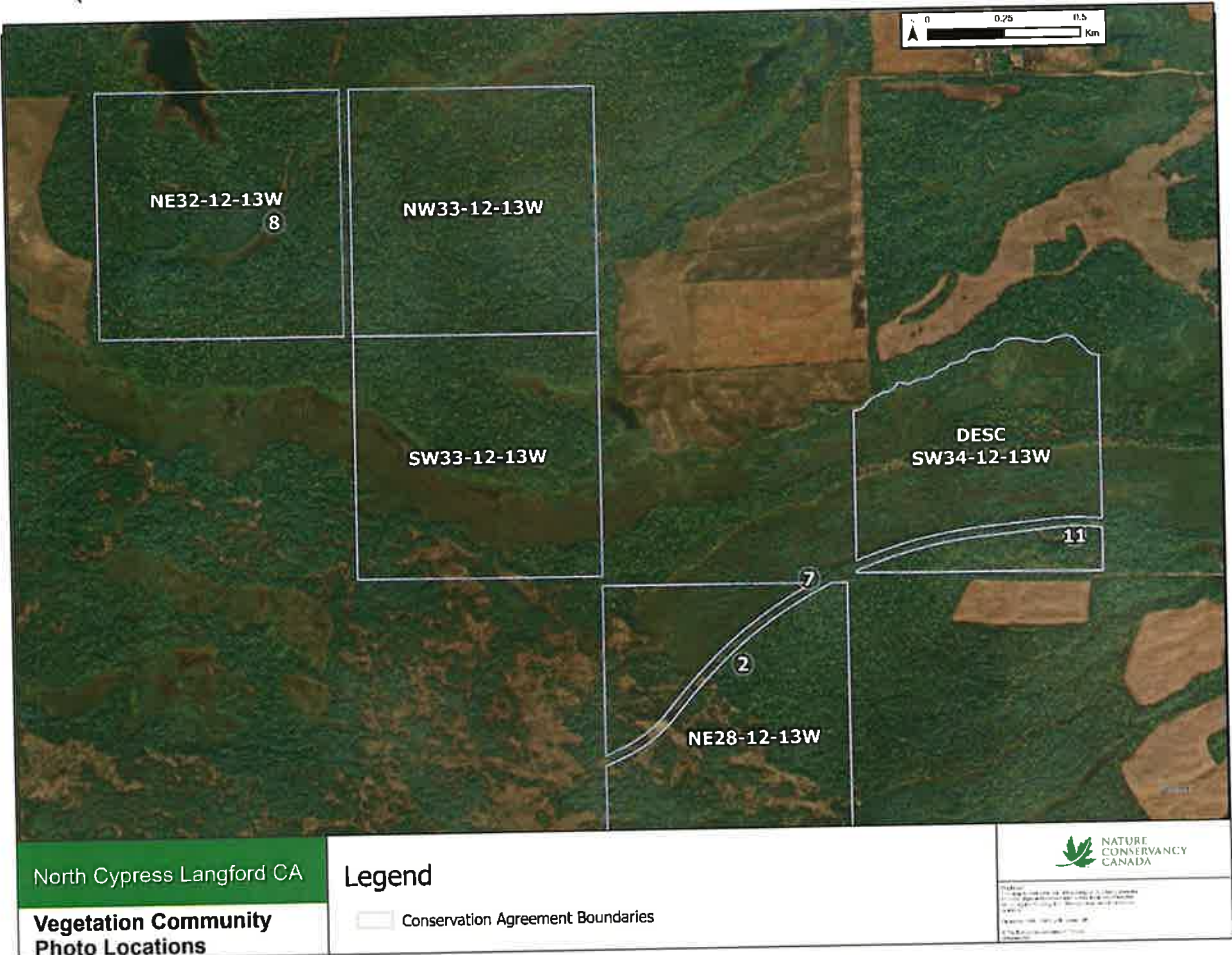 0 0.25 0.5
Km
NE32-12-13W
8
NW33-12-13W
SW33-12-13W
DESC
SW34-12-13W
11
7
2
NE28-12-13W
North Cypress Langford CA
Vegetation Community
Photo Locations
Legend
Conservation Agreement Boundaries
NATURE
CONSERVANCY
CANADA